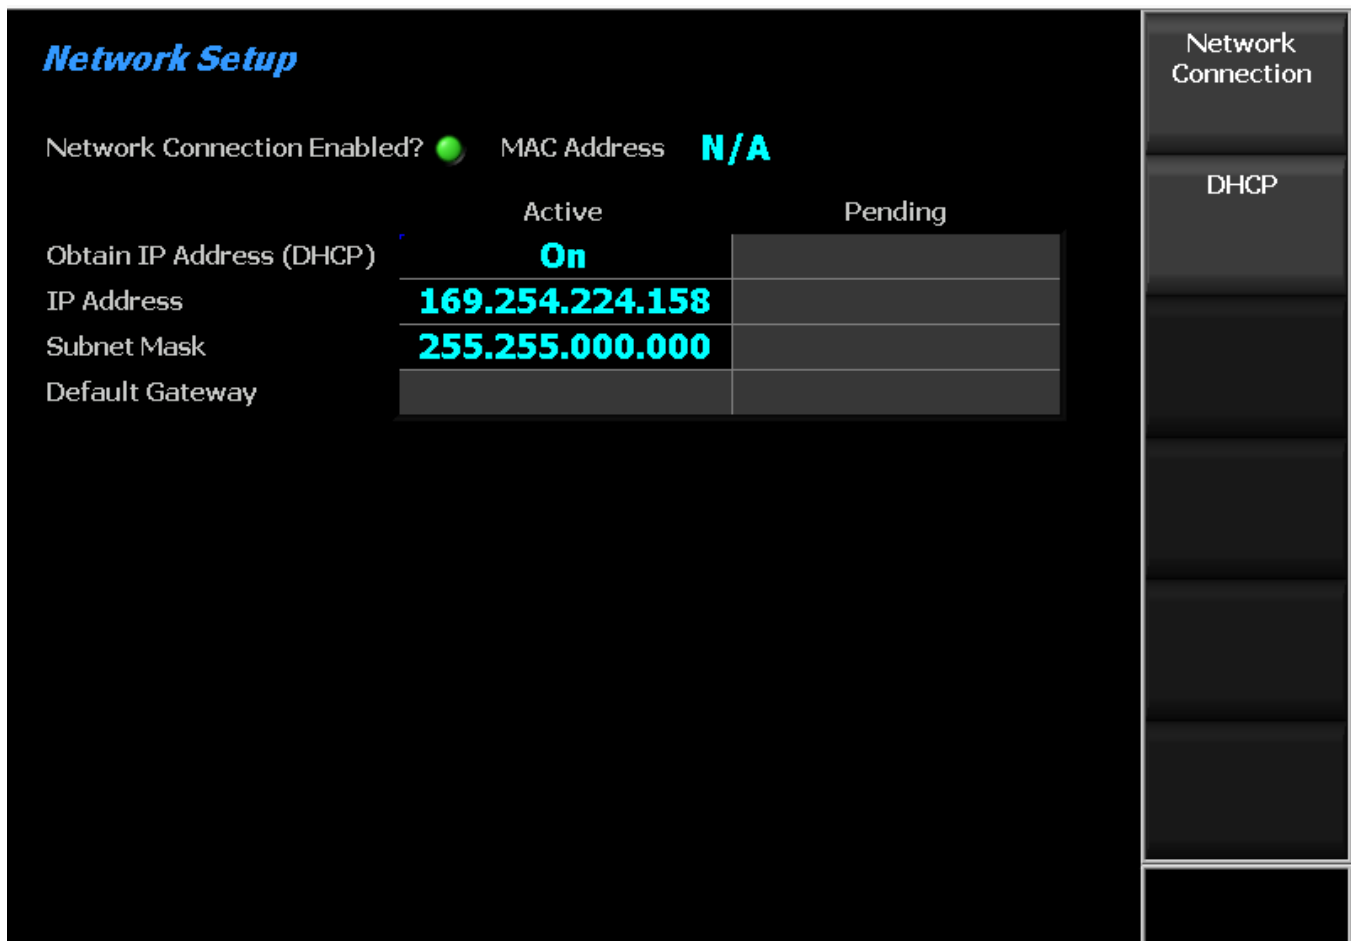 Network Setup
Network Connection Enabled? MAC Address N/A
Active Pending
Obtain IP Address (DHCP) On
IP Address 169.254.224.158
Subnet Mask 255.255.000.000
Default Gateway
Network
Connection
DHCP